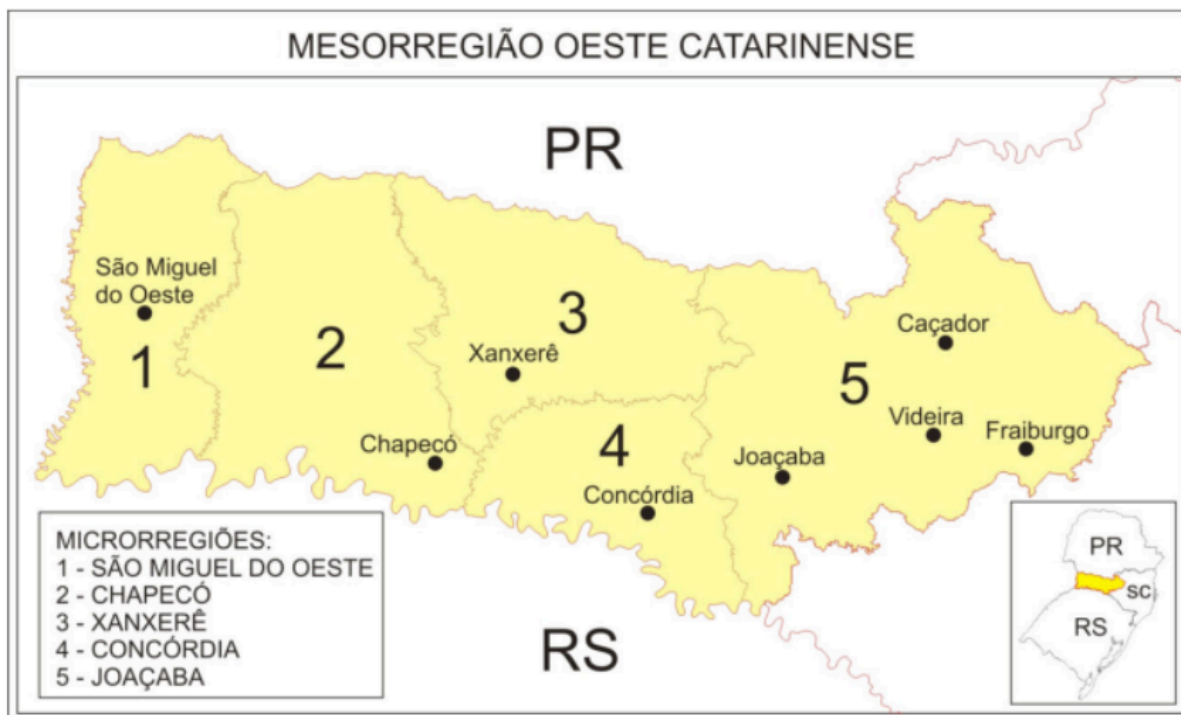 MESORREGIÃO OESTE CATARINENSE
PR
São Miguel
do Oeste
1
2
3
Xanxerê
Chapecó
4
Concórdia
5
Caçador
Videira
Fraiburgo
Joaçaba
MICRORREGIÕES:
1 - SÃO MIGUEL DO OESTE
2 - CHAPECÓ
3 - XANXERÊ
4 - CONCÓRDIA
5 - JOAÇABA
RS
PR
SC
RS